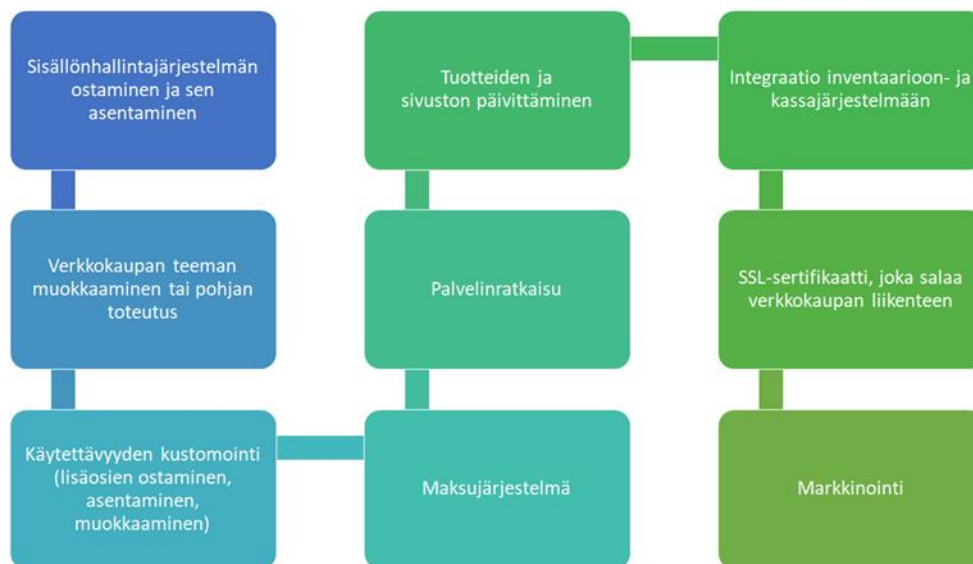 Sisällönhallintajärjestelmän
ostaminen ja sen
asentaminen
Verkkokaupan teeman
muokkaaminen tai pohjan
toteutus
Käytettävyyden kustomointi
(lisäosien ostaminen,
asentaminen,
muokkaaminen)
Maksujärjestelmä
Palvelinratkaisu
Tuotteiden ja
sivuston päivittäminen
Integraatio inventaarioon- ja
kassajärjestelmään
SSL-sertifikaatti, joka salaa
verkkokaupan liikenteen
Markkinointi